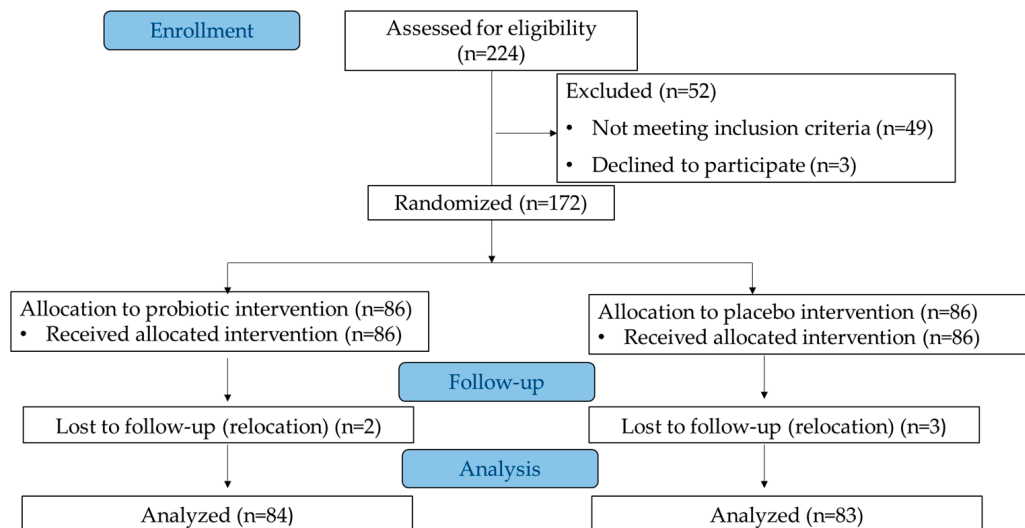 Enrollment
Assessed for eligibility
(n=224)
Excluded (n=52)
• Not meeting inclusion criteria (n=49)
• Declined to participate (n=3)
Randomized (n=172)
Allocation to probiotic intervention (n=86)
• Received allocated intervention (n=86)
Allocation to placebo intervention (n=86)
• Received allocated intervention (n=86)
Follow-up
Lost to follow-up (relocation) (n=2)
Lost to follow-up (relocation) (n=3)
Analysis
Analyzed (n=84)
Analyzed (n=83)